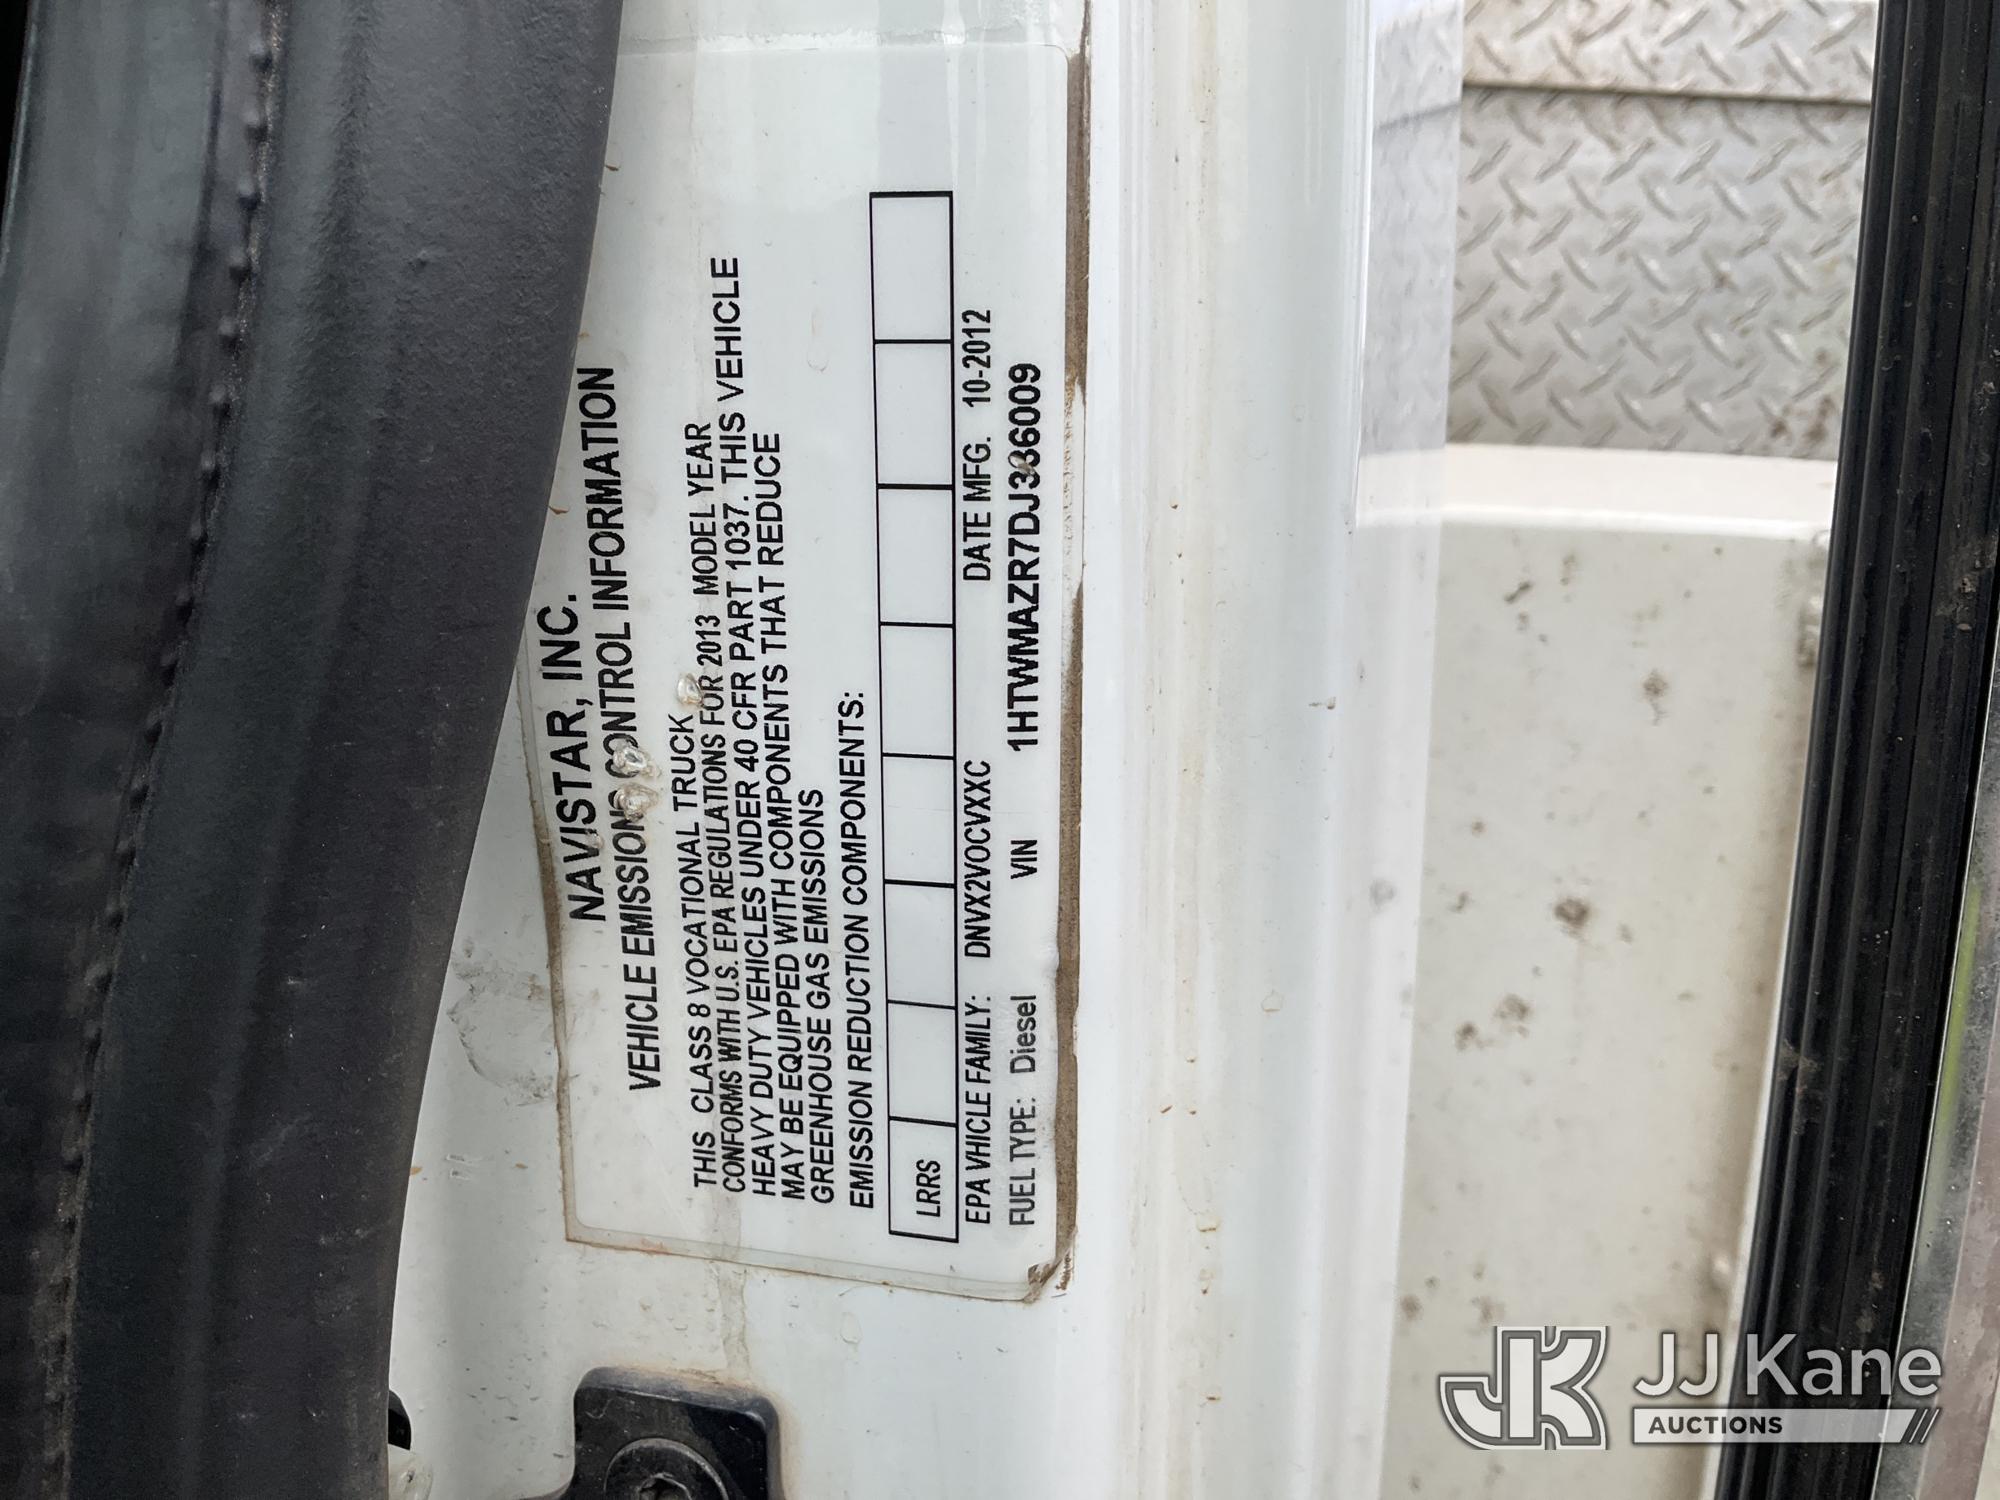 NAVISTAR, INC.
VEHICLE EMISSIONS CONTROL INFORMATION
THIS CLASS 8 VOCATIONAL TRUCK
CONFORMS WITH U.S. EPA REGULATIONS FOR 2013 MODEL YEAR
HEAVY DUTY VEHICLES UNDER 40 CFR PART 1037. THIS VEHICLE
MAY BE EQUIPPED WITH COMPONENTS THAT REDUCE
GREENHOUSE GAS EMISSIONS
EMISSION REDUCTION COMPONENTS:
LRRS
EPA VEHICLE FAMILY: DNVX2VOCVXXC DATE MFG. 10-2012
FUEL TYPE: Diesel VIN 1HTWMAZR7DJ336009
JK JJ Kane
AUCTIONS